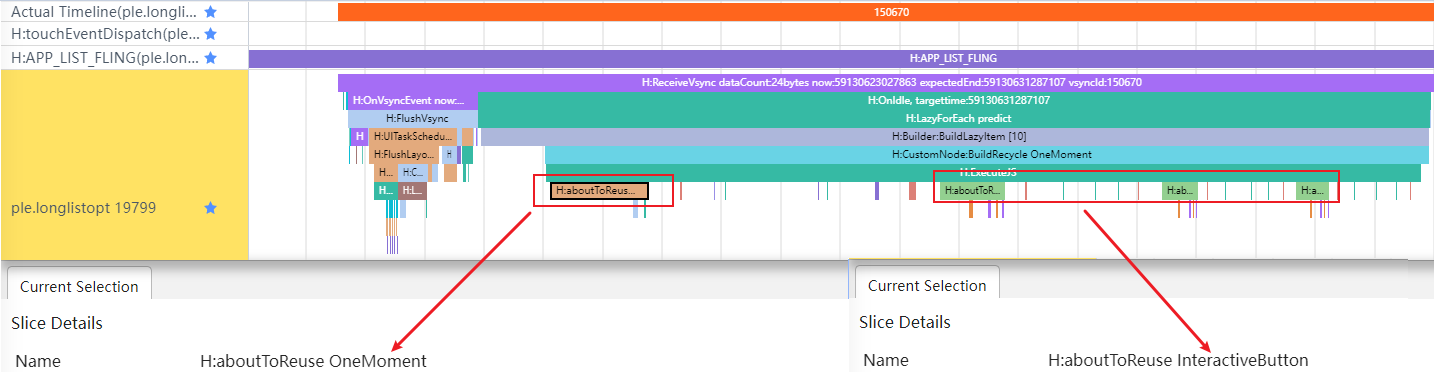 Actual Timeline(ple.longli...
150670
H:touchEventDispatch(ple...
H:APP_LIST_FLING(ple.lon...
H:APP_LIST_FLING
H:ReceiveVsync dataCount:24bytes now:59130623027863 expectedEnd:59130631287107 vsyncId:150670
H:OnVsyncEvent now:...
H:OnIdle, targettime:59130631287107
H:FlushVsync
H:LazyForEach predict
H
H:UITaskSchedu...
H:Builder:BuildLazyItem [10]
H:FlushLayo...
H
H:CustomNode:BuildRecycle OneMoment
H...
H:C...
H:ExecuteJS
H...
H:L...
H:aboutToReus...
H:aboutToR...
H:ab...
H:a...
ple.longlistopt 19799
Current Selection
Current Selection
Slice Details
Slice Details
Name
H:aboutToReuse OneMoment
Name
H:aboutToReuse InteractiveButton